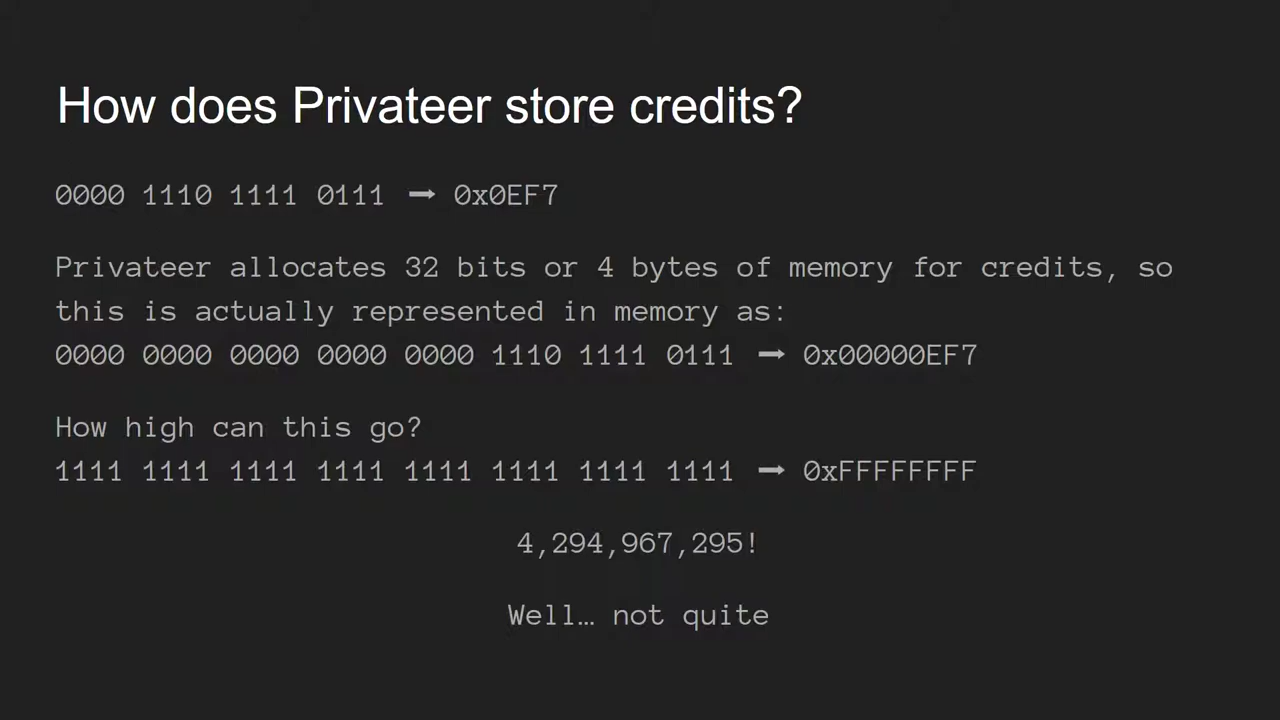 How does Privateer store credits?
0000 1110 1111 0111 ➞ 0x0EF7
Privateer allocates 32 bits or 4 bytes of memory for credits, so
this is actually represented in memory as:
0000 0000 0000 0000 0000 1110 1111 0111 ➞ 0x00000EF7
How high can this go?
1111 1111 1111 1111 1111 1111 1111 1111 ➞ 0xFFFFFFFF
4,294,967,295!
Well… not quite